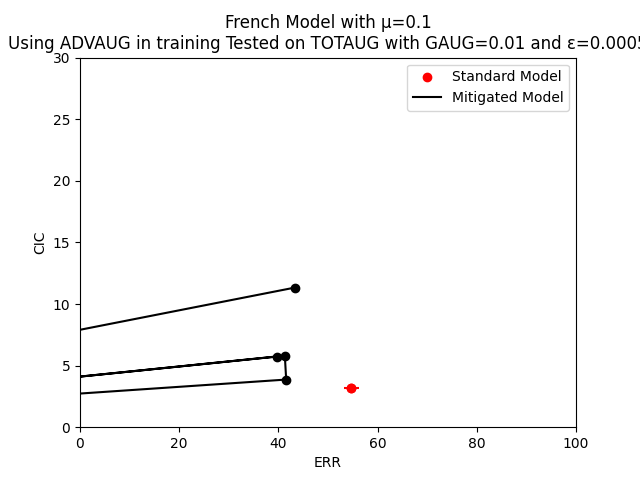 French Model with μ=0.1
Using ADVAUG in training Tested on TOTAUG with GAUG=0.01 and ε=0.0005
30
25
20
15
10
5
0
CIC
Standard Model
Mitigated Model
0 20 40 60 80 100
ERR